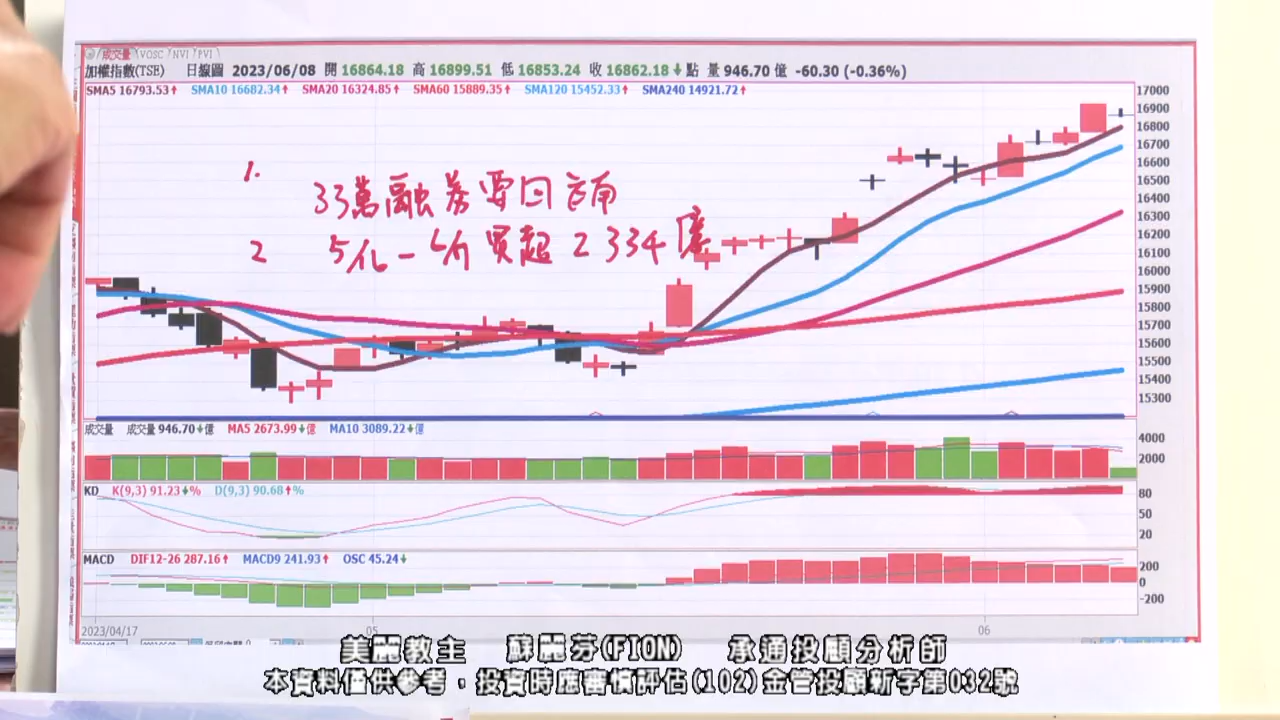 成交量 VOSC NVI PVI
加權指數(TSE) 日線圖 2023/06/08 開 16864.18 高 16899.51 低 16853.24 收 16862.18↓ 點 量 946.70 億 -60.30 (-0.36%)
SMA5 16793.53↑ SMA10 16682.34↑ SMA20 16324.85↑ SMA60 15889.35↑ SMA120 15452.33↑ SMA240 14921.72↑
17000
16900
16800
16700
16600
16500
16400
16300
16200
16100
16000
15900
15800
15700
15600
15500
15400
15300
1.
33萬融券要回補
2 5/16 - 6/7 買超 2334億
成交量 成交量 946.70↓億 MA5 2673.99↓億 MA10 3089.22↓億
4000
2000
KD K(9,3) 91.23↓% D(9,3) 90.68↑%
80
50
20
MACD DIF12-26 287.16↑ MACD9 241.93↑ OSC 45.24↓
200
0
-200
2023/04/17 05 06
美麗教主 蘇麗芬(FION) 承通投顧分析師
本資料僅供參考，投資時應審慎評估(102)金管投顧新字第032號